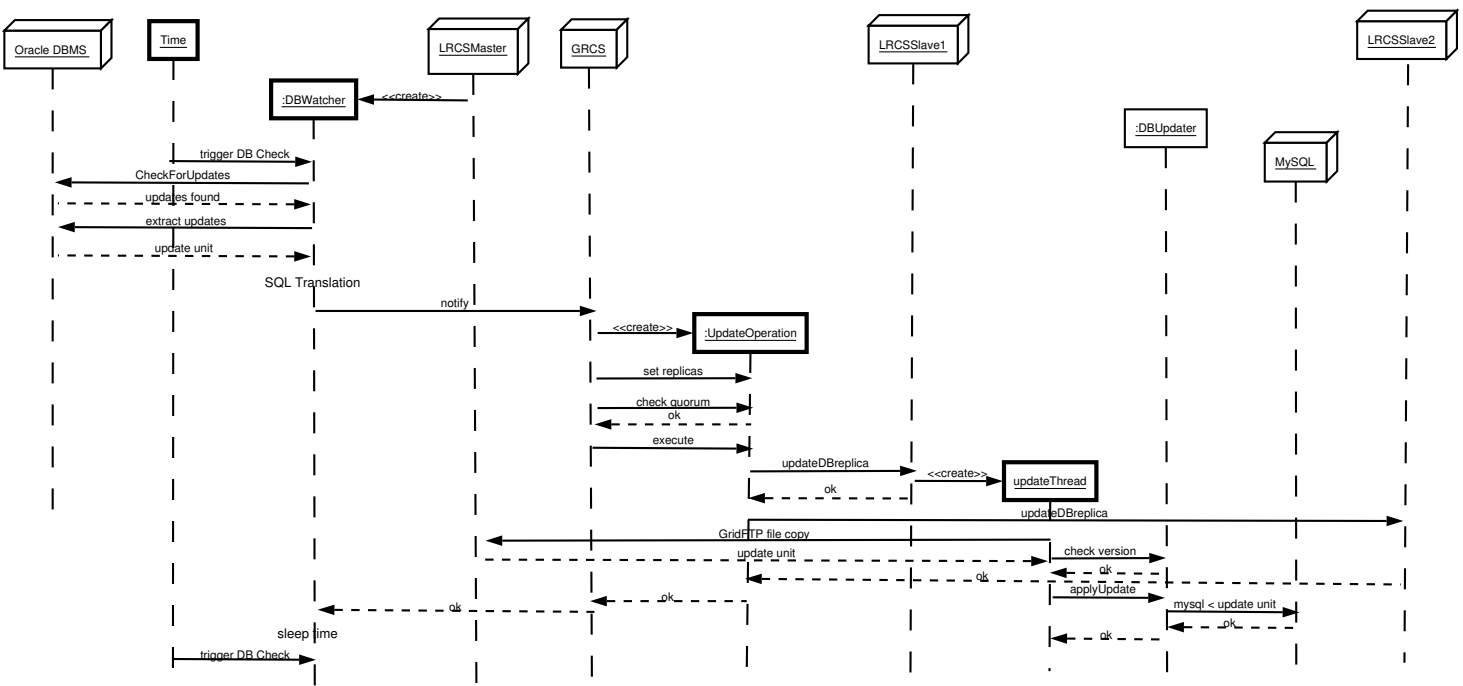 Oracle DBMS
Time
LRCSMaster
GRCS
LRCSSlave1
LRCSSlave2
:DBWatcher
<<create>>
:DBUpdater
MySQL
trigger DB Check
CheckForUpdates
updates found
extract updates
update unit
SQL Translation
notify
<<create>>
:UpdateOperation
set replicas
check quorum
ok
execute
updateDBreplica
<<create>>
updateThread
ok
updateDBreplica
GridFTP file copy
update unit
check version
ok
ok
applyUpdate
ok
ok
mysql < update unit
ok
ok
sleep time
trigger DB Check